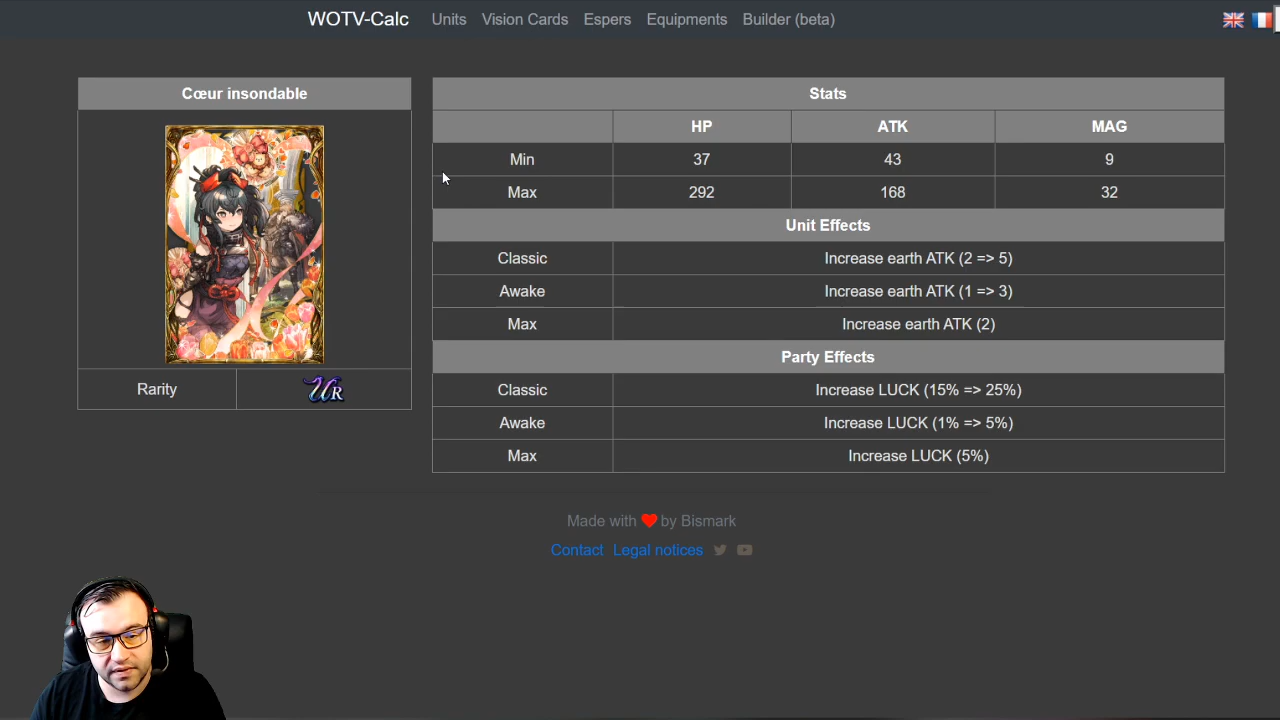 WOTV-Calc Units Vision Cards Espers Equipments Builder (beta)
Cœur insondable
Rarity UR
Stats
HP ATK MAG
Min 37 43 9
Max 292 168 32
Unit Effects
Classic Increase earth ATK (2 => 5)
Awake Increase earth ATK (1 => 3)
Max Increase earth ATK (2)
Party Effects
Classic Increase LUCK (15% => 25%)
Awake Increase LUCK (1% => 5%)
Max Increase LUCK (5%)
Made with ❤ by Bismark
Contact Legal notices